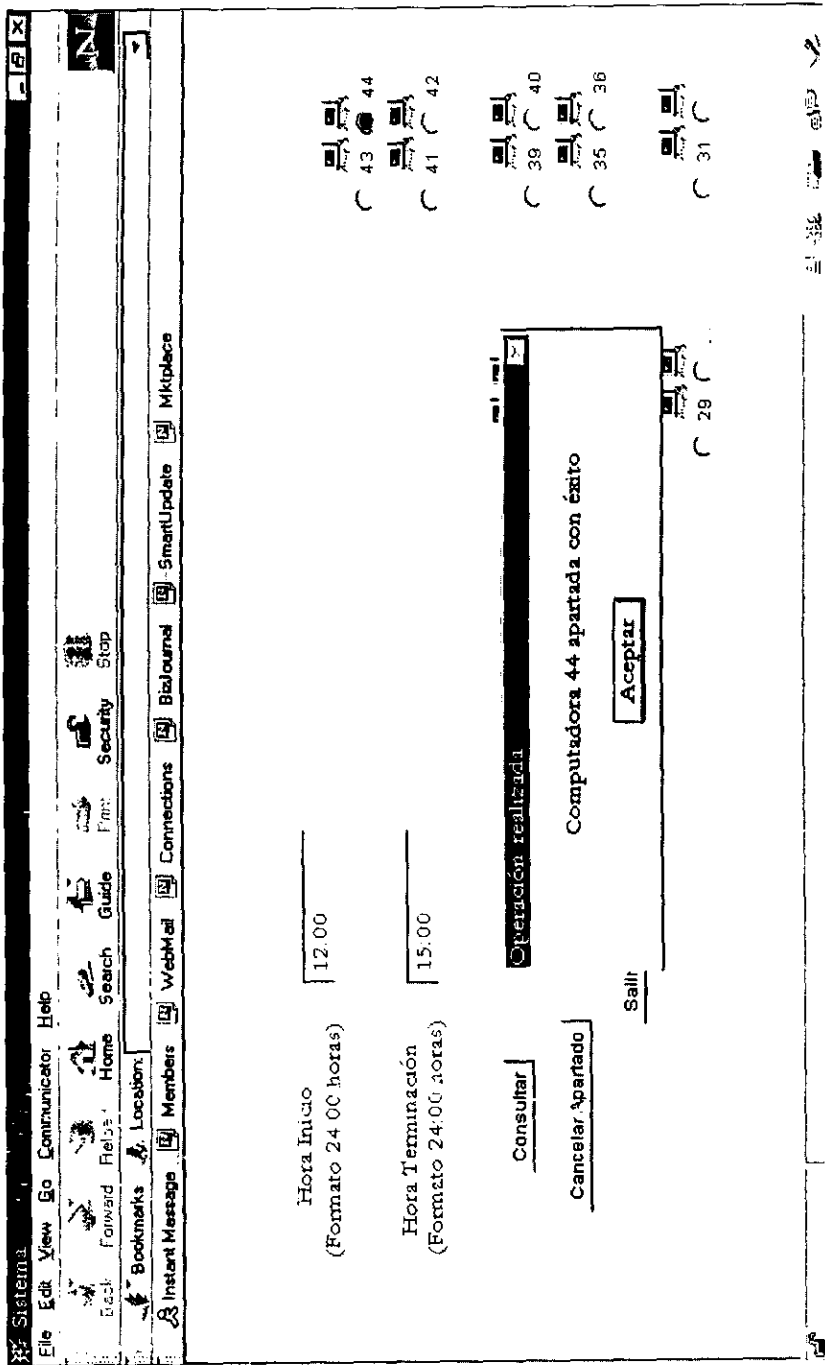 Sistema
File Edit View Go Communicator Help
Back Forward Reload Home Search Guide Print Security Stop
N
Bookmarks Location:
Instant Message Members WebMail Connections BizJournal SmartUpdate Mktplace
Hora Inicio
(Formato 24 00 horas)
12.00
Hora Terminación
(Formato 24:00 horas)
15:00
43 44
41 42
39 40
35 36
29
31
Consultar
Cancelar Apartado
Salir
Operación realizada
Computadora 44 apartada con éxito
Aceptar